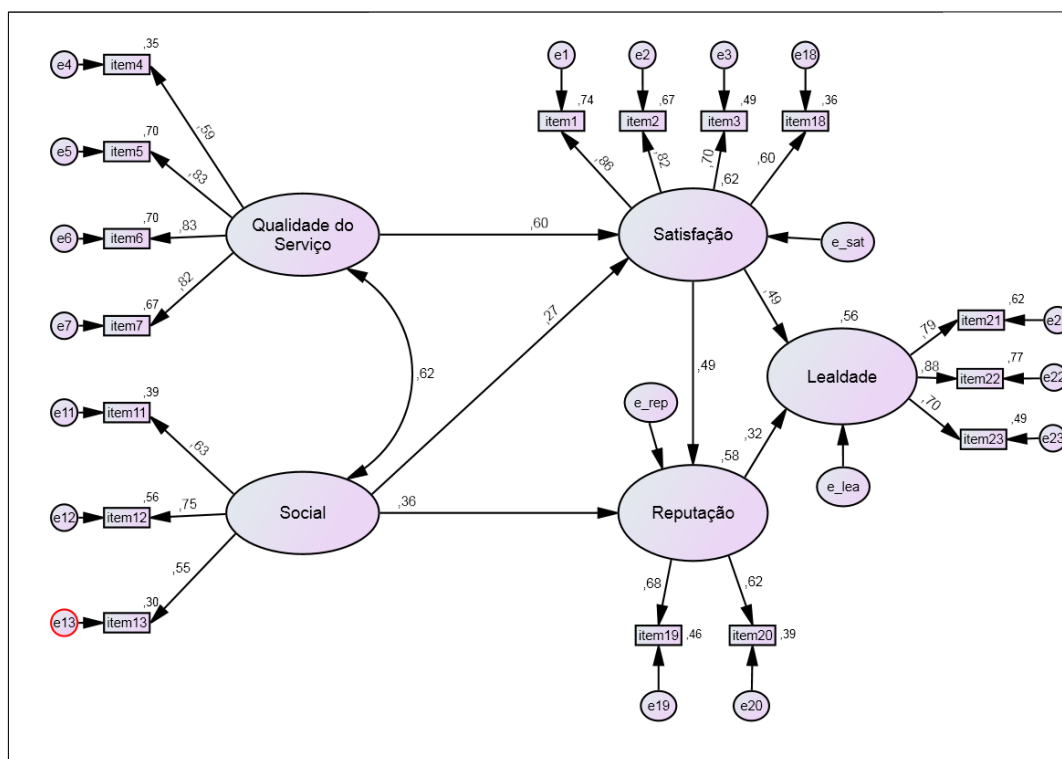 e4
item4
,35
e5
item5
,70
e6
item6
,70
e7
item7
,67
,59
,83
,83
,82
Qualidade do
Serviço
e11
item11
,39
e12
item12
,56
e13
item13
,30
,63
,75
,55
Social
,62
,60
,27
,36
e1
e2
e3
e18
item1
,74
item2
,67
item3
,49
item18
,36
,86
,82
,70
,60
,62
Satisfação
e_sat
,49
,49
e_rep
,58
Reputação
,32
,56
Lealdade
e_lea
,79
,88
,70
item21
,62
item22
,77
e22
item23
,49
e23
,68
,62
item19
,46
item20
,39
e19
e20